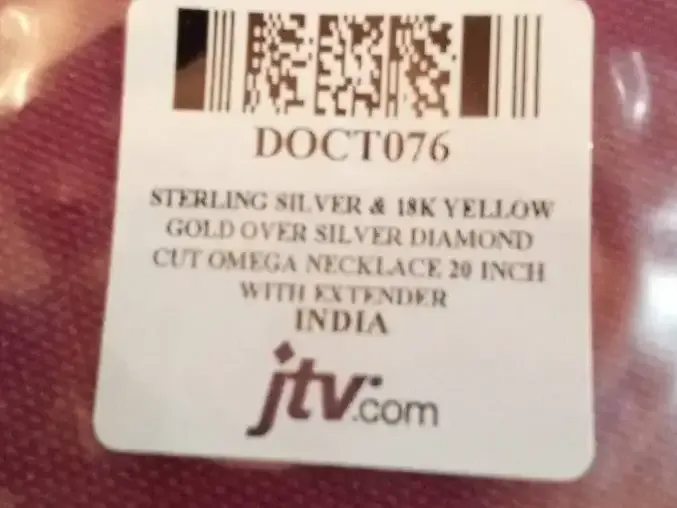 DOCT076
STERLING SILVER & 18K YELLOW
GOLD OVER SILVER DIAMOND
CUT OMEGA NECKLACE 20 INCH
WITH EXTENDER
INDIA
jtv.com